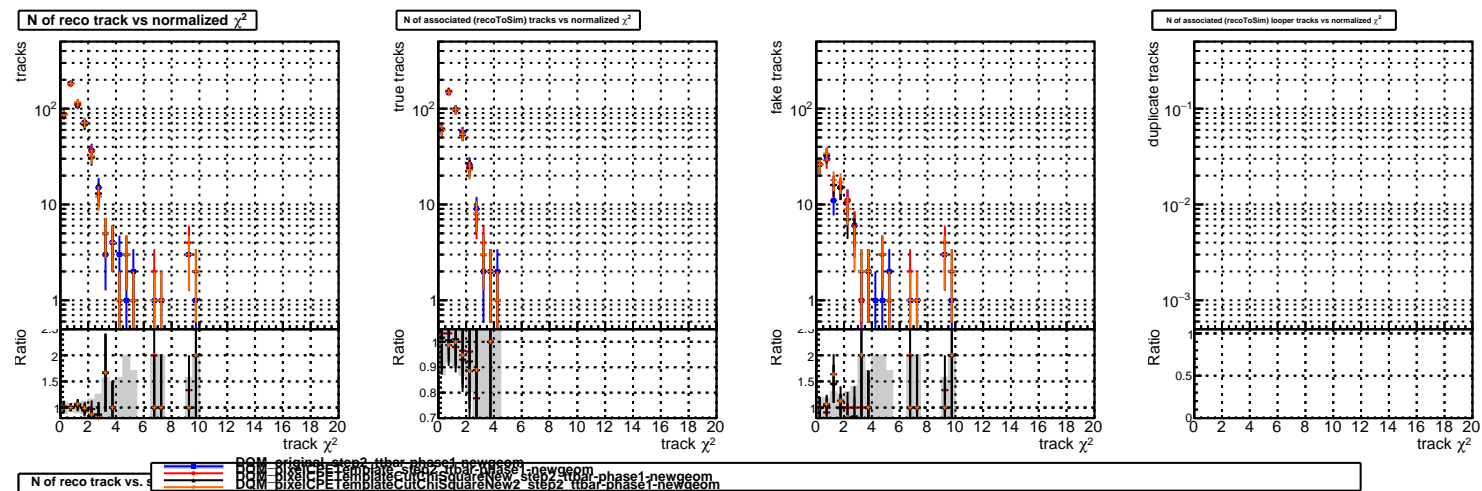 N of reco track vs normalized χ²
N of associated (recoToSim) tracks vs normalized χ²
N of associated (recoToSim) looper tracks vs normalized χ²
tracks
10²
10
1
Ratio
2.5
2
1.5
1
0 2 4 6 8 10 12 14 16 18 20
track χ²
true tracks
10²
10
1
Ratio
1
0.9
0.8
0.7
0 2 4 6 8 10 12 14 16 18 20
track χ²
fake tracks
10²
10
1
Ratio
2.5
2
1.5
1
0 2 4 6 8 10 12 14 16 18 20
track χ²
duplicate tracks
10⁻¹
10⁻²
10⁻³
Ratio
1
0.5
0
0 2 4 6 8 10 12 14 16 18 20
track χ²
N of reco track vs.
DQM_original_step2_ttbar-phase1-newgeom
DQM_pixelCPETemplate_step2_ttbar-phase1-newgeom
DQM_pixelCPETemplateCutChiSquareNew_step2_ttbar-phase1-newgeom
DQM_pixelCPETemplateCutChiSquareNew2_step2_ttbar-phase1-newgeom